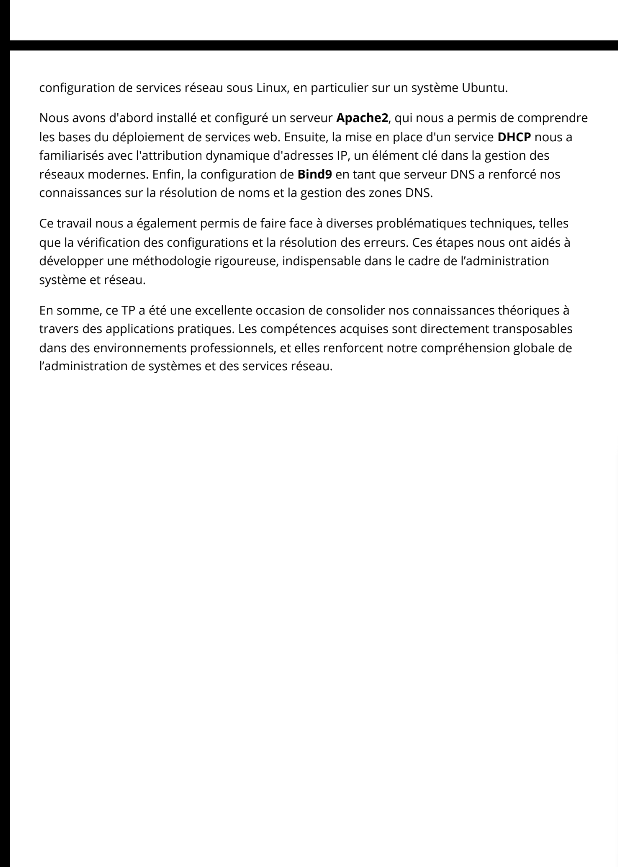 configuration de services réseau sous Linux, en particulier sur un système Ubuntu.
Nous avons d'abord installé et configuré un serveur Apache2, qui nous a permis de comprendre
les bases du déploiement de services web. Ensuite, la mise en place d'un service DHCP nous a
familiarisés avec l'attribution dynamique d'adresses IP, un élément clé dans la gestion des
réseaux modernes. Enfin, la configuration de Bind9 en tant que serveur DNS a renforcé nos
connaissances sur la résolution de noms et la gestion des zones DNS.
Ce travail nous a également permis de faire face à diverses problématiques techniques, telles
que la vérification des configurations et la résolution des erreurs. Ces étapes nous ont aidés à
développer une méthodologie rigoureuse, indispensable dans le cadre de l’administration
système et réseau.
En somme, ce TP a été une excellente occasion de consolider nos connaissances théoriques à
travers des applications pratiques. Les compétences acquises sont directement transposables
dans des environnements professionnels, et elles renforcent notre compréhension globale de
l’administration de systèmes et des services réseau.